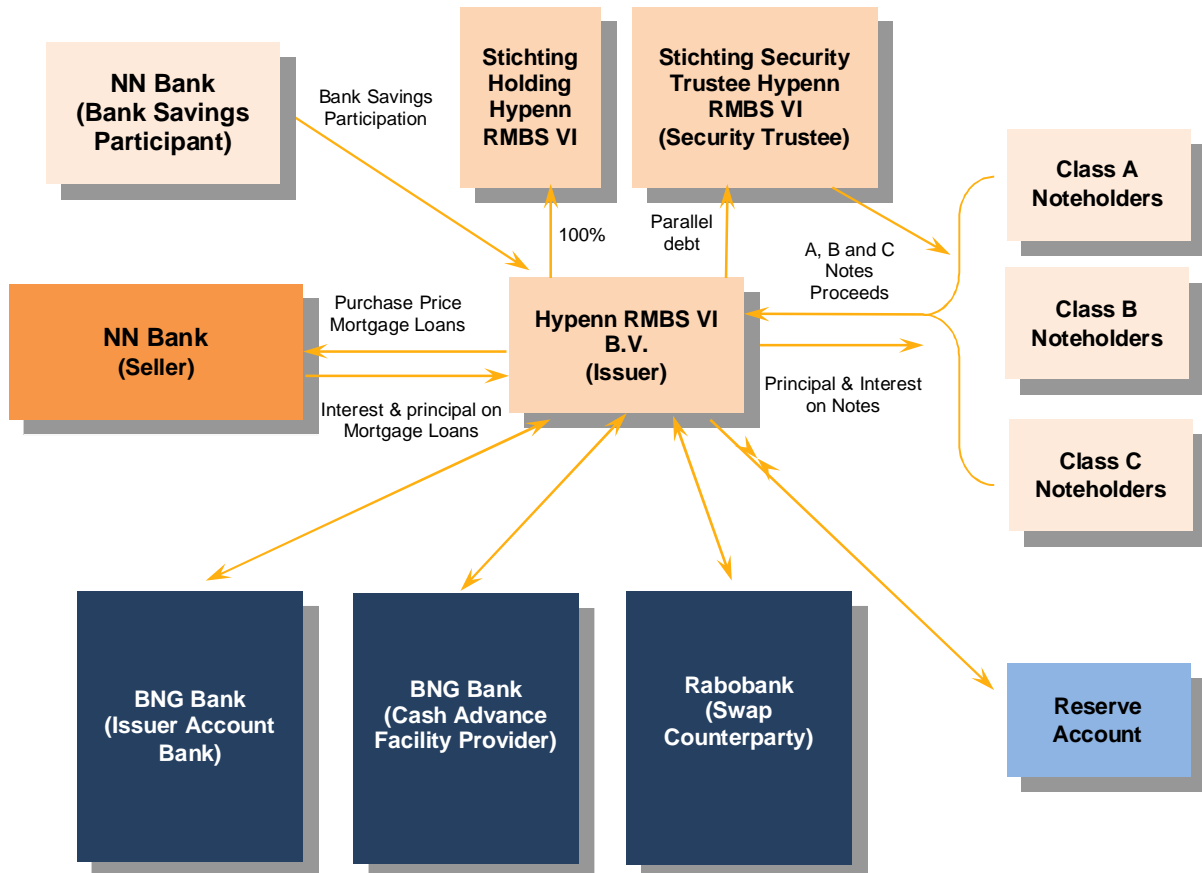 NN Bank
(Bank Savings
Participant)
Bank Savings
Participation
Stichting
Holding
Hypenn
RMBS VI
Stichting Security
Trustee Hypenn
RMBS VI
(Security Trustee)
Class A
Noteholders
100%
Parallel
debt
A, B and C
Notes
Proceeds
Purchase Price
Mortgage Loans
NN Bank
(Seller)
Hypenn RMBS VI
B.V.
(Issuer)
Class B
Noteholders
Interest & principal on
Mortgage Loans
Principal & Interest
on Notes
Class C
Noteholders
BNG Bank
(Issuer Account
Bank)
BNG Bank
(Cash Advance
Facility Provider)
Rabobank
(Swap
Counterparty)
Reserve
Account